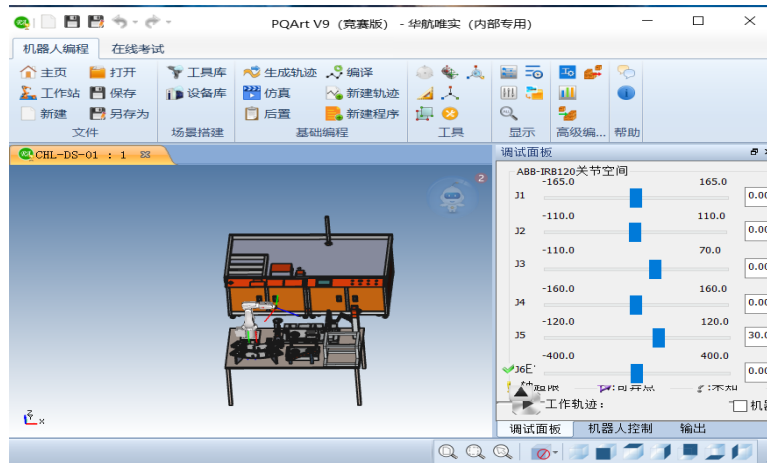 PQArt V9 (竞赛版) - 华航唯实 (内部专用)
机器人编程 在线考试
主页 打开 工具库 生成轨迹 编译
工作站 保存 设备库 仿真 新建轨迹
新建 另存为 后置 新建程序
文件 场景搭建 基础编程 工具 显示 高级编... 帮助
CHL-DS-01 : 1
调试面板
2
ABB-IRB120关节空间
-165.0 165.0
J1 0.00
-110.0 110.0
J2 0.00
-110.0 70.0
J3 0.00
-160.0 160.0
J4 0.00
-120.0 120.0
J5 30.0
-400.0 400.0
J6 0.00
工作轨迹:
调试面板 机器人控制 输出
Z
x